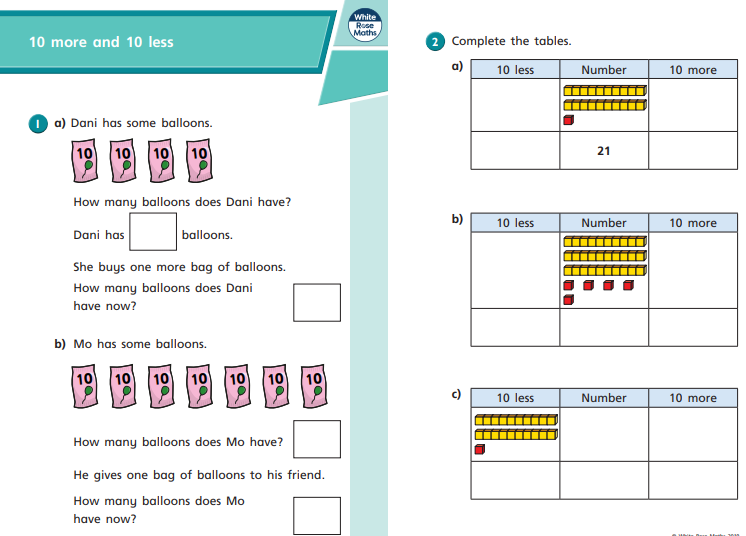 10 more and 10 less
White
Rose
Maths
1 a) Dani has some balloons.
10 10 10 10
How many balloons does Dani have?
Dani has balloons.
She buys one more bag of balloons.
How many balloons does Dani
have now?
b) Mo has some balloons.
10 10 10 10 10 10 10
How many balloons does Mo have?
He gives one bag of balloons to his friend.
How many balloons does Mo
have now?
2 Complete the tables.
a) 10 less Number 10 more
21
b) 10 less Number 10 more
c) 10 less Number 10 more
© White Rose Maths